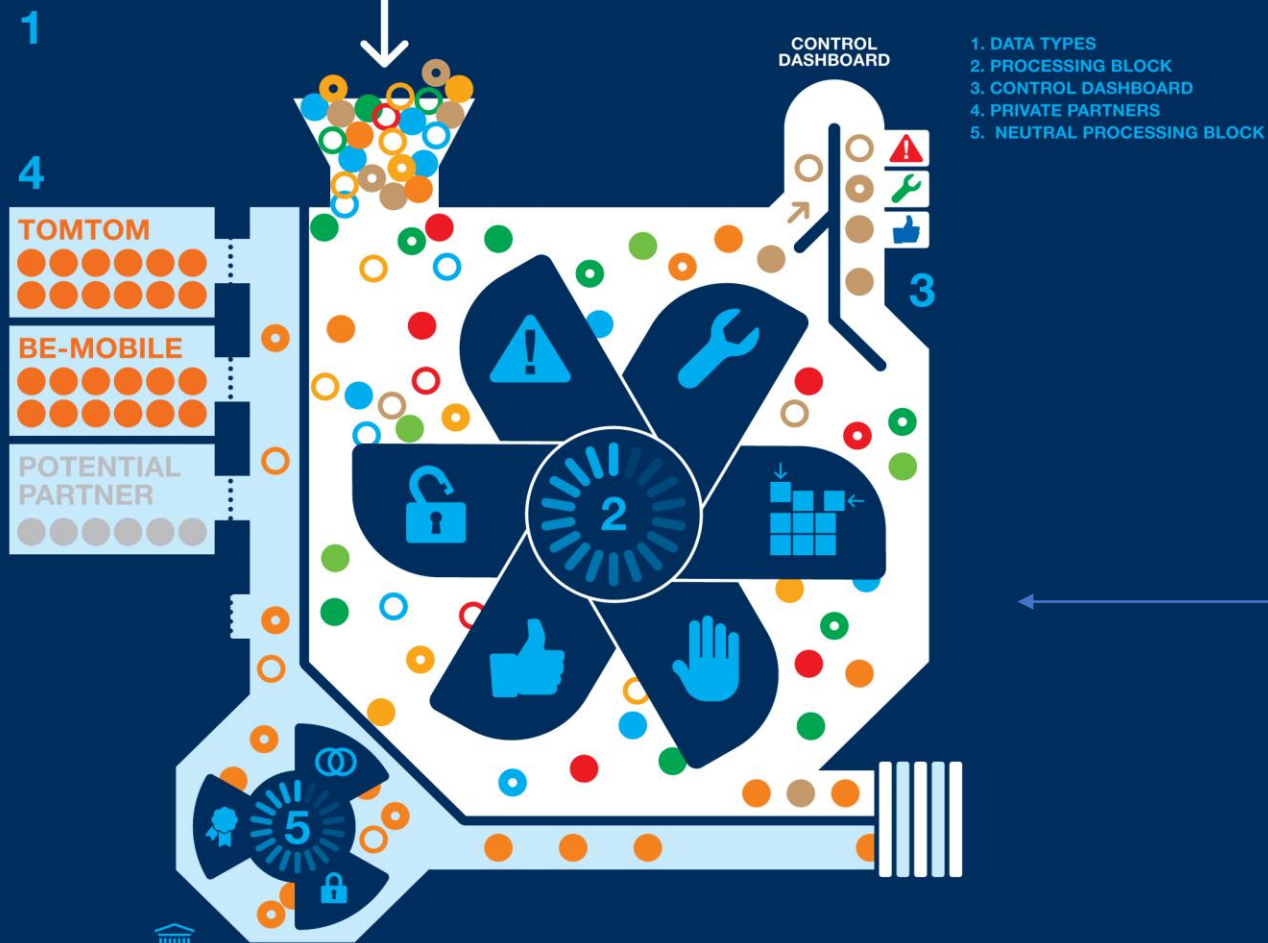 1
CONTROL
DASHBOARD
1. DATA TYPES
2. PROCESSING BLOCK
3. CONTROL DASHBOARD
4. PRIVATE PARTNERS
5. NEUTRAL PROCESSING BLOCK
4
TOMTOM
BE-MOBILE
POTENTIAL
PARTNER
3
2
5